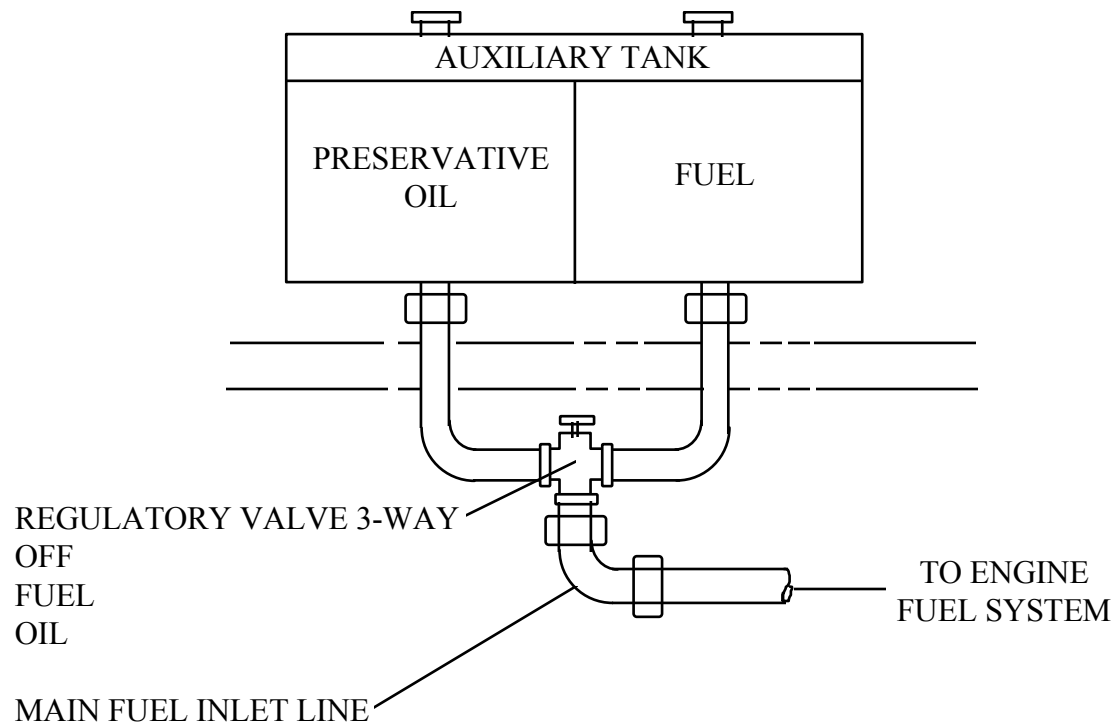 AUXILIARY TANK
PRESERVATIVE
OIL
FUEL
REGULATORY VALVE 3-WAY
OFF
FUEL
OIL
TO ENGINE
FUEL SYSTEM
MAIN FUEL INLET LINE